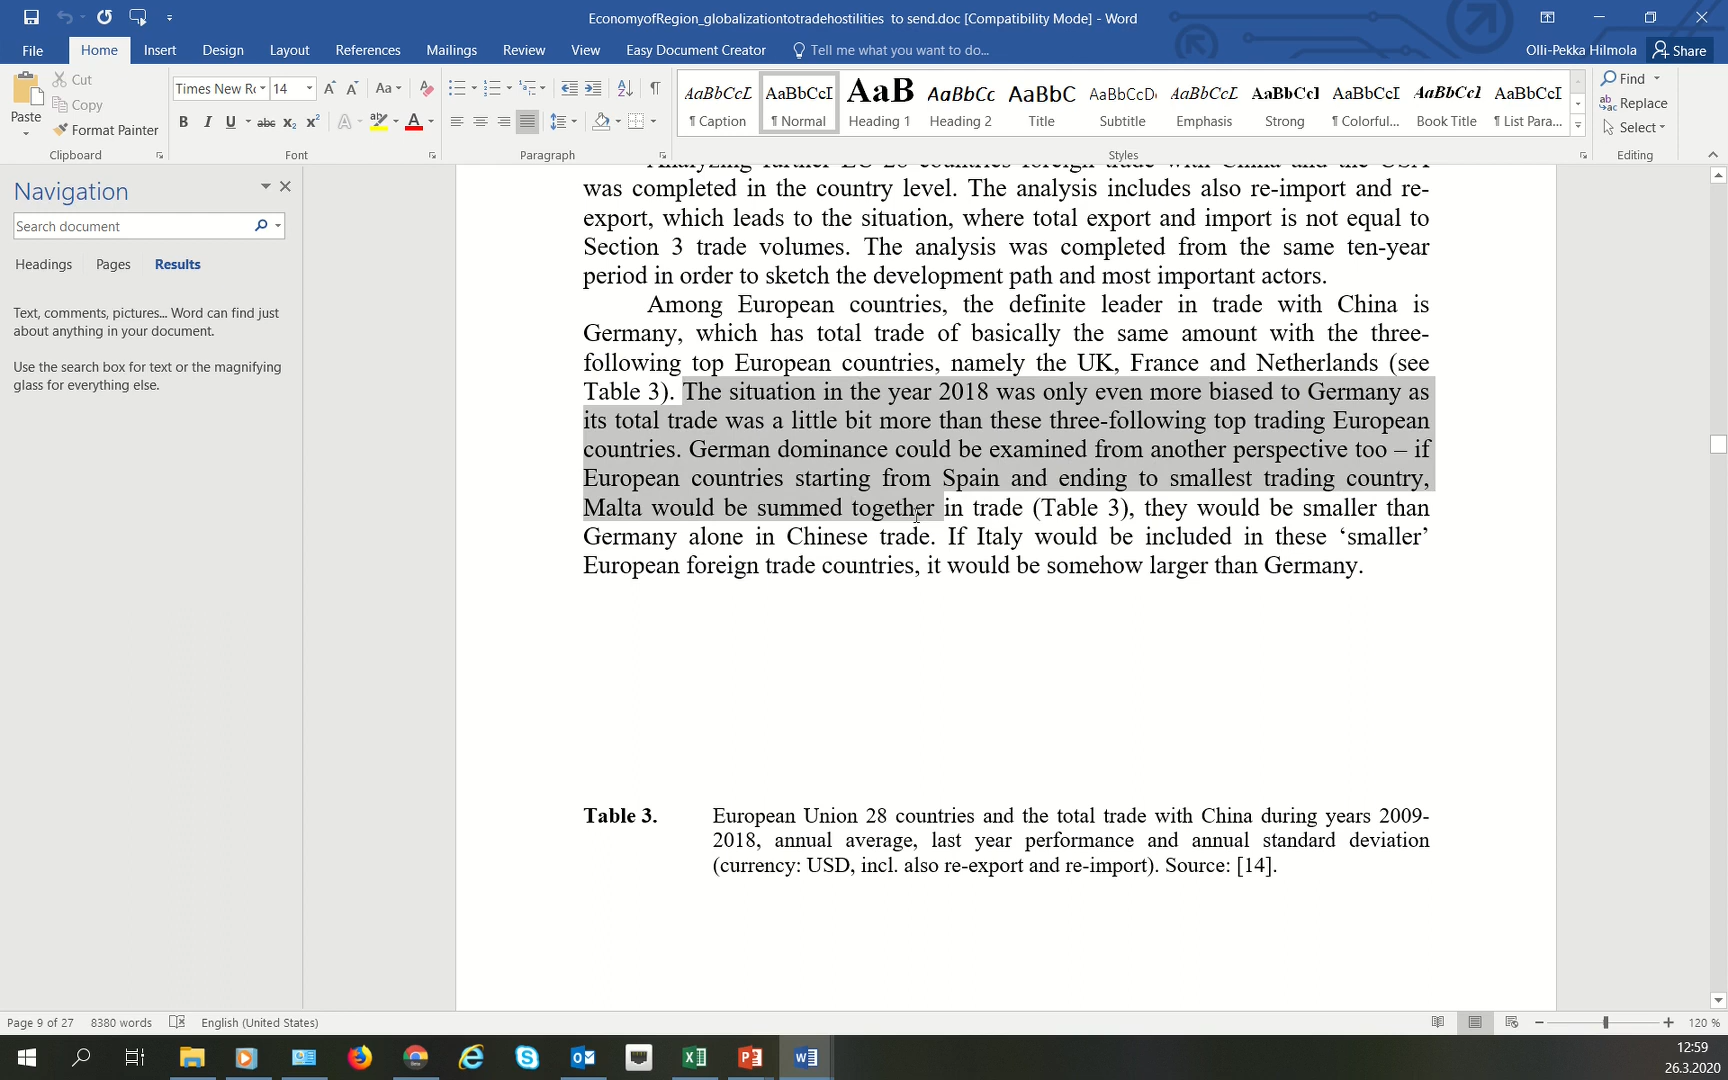 EconomyofRegion_globalizationtotradehostilities to send.doc [Compatibility Mode] - Word
File Home Insert Design Layout References Mailings Review View Easy Document Creator Tell me what you want to do... Olli-Pekka Hilmola Share
Paste
Cut
Copy
Format Painter
Clipboard
Times New Rc 14
Font
Paragraph
AaBbCcL AaBbCcI AaB AaBbCc AaBbC AaBbCcD AaBbCcL AaBbCcI AaBbCcI AaBbCcI AaBbCcI
¶ Caption ¶ Normal Heading 1 Heading 2 Title Subtitle Emphasis Strong ¶ Colorful... Book Title ¶ List Para...
Styles
Find
Replace
Select
Editing
Navigation
Search document
Headings Pages Results
Text, comments, pictures... Word can find just
about anything in your document.
Use the search box for text or the magnifying
glass for everything else.
Analyzing further EU 28 countries foreign trade with China and the USA
was completed in the country level. The analysis includes also re-import and re-
export, which leads to the situation, where total export and import is not equal to
Section 3 trade volumes. The analysis was completed from the same ten-year
period in order to sketch the development path and most important actors.
Among European countries, the definite leader in trade with China is
Germany, which has total trade of basically the same amount with the three-
following top European countries, namely the UK, France and Netherlands (see
Table 3). The situation in the year 2018 was only even more biased to Germany as
its total trade was a little bit more than these three-following top trading European
countries. German dominance could be examined from another perspective too – if
European countries starting from Spain and ending to smallest trading country,
Malta would be summed together in trade (Table 3), they would be smaller than
Germany alone in Chinese trade. If Italy would be included in these ‘smaller’
European foreign trade countries, it would be somehow larger than Germany.
Table 3. European Union 28 countries and the total trade with China during years 2009-
2018, annual average, last year performance and annual standard deviation
(currency: USD, incl. also re-export and re-import). Source: [14].
Page 9 of 27 8380 words English (United States) 120 %
12:59
26.3.2020